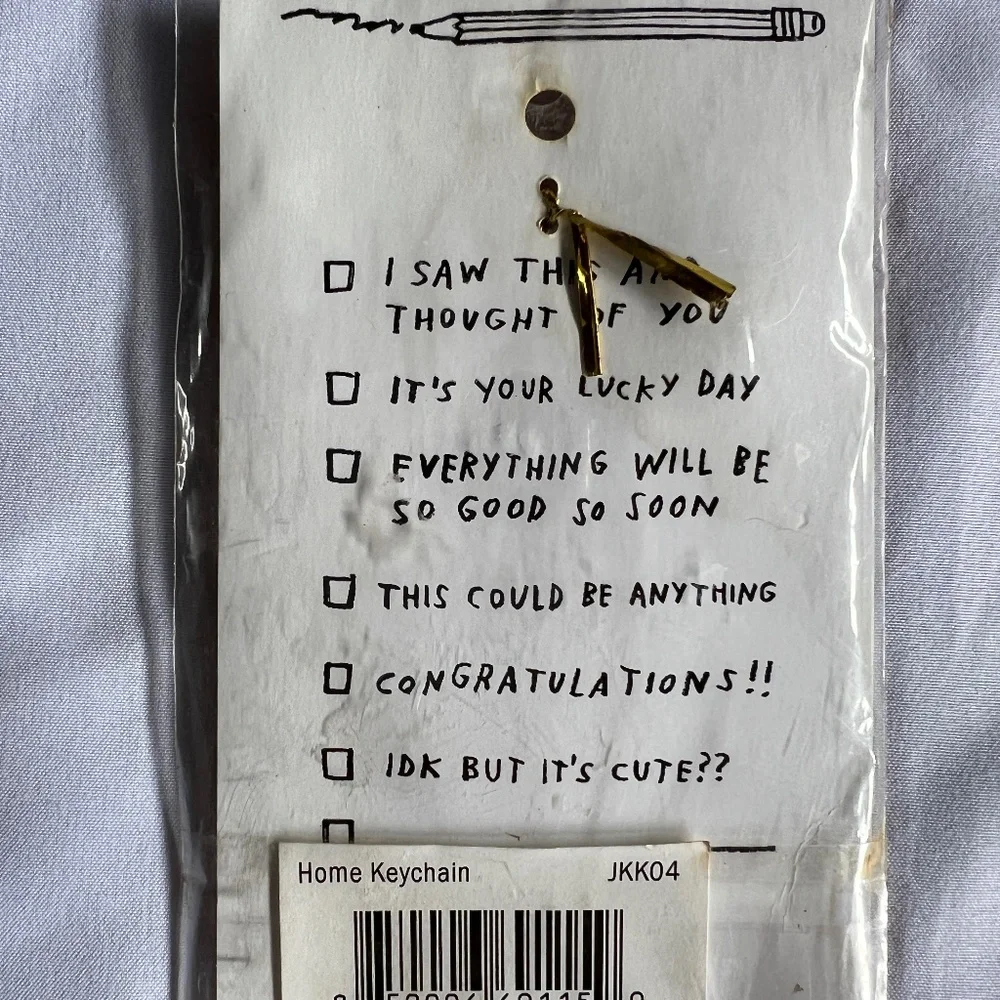 I SAW THIS AND
THOUGHT OF YOU
IT'S YOUR LUCKY DAY
EVERYTHING WILL BE
SO GOOD SO SOON
THIS COULD BE ANYTHING
CONGRATULATIONS!!
IDK BUT IT'S CUTE??
Home Keychain JKK04